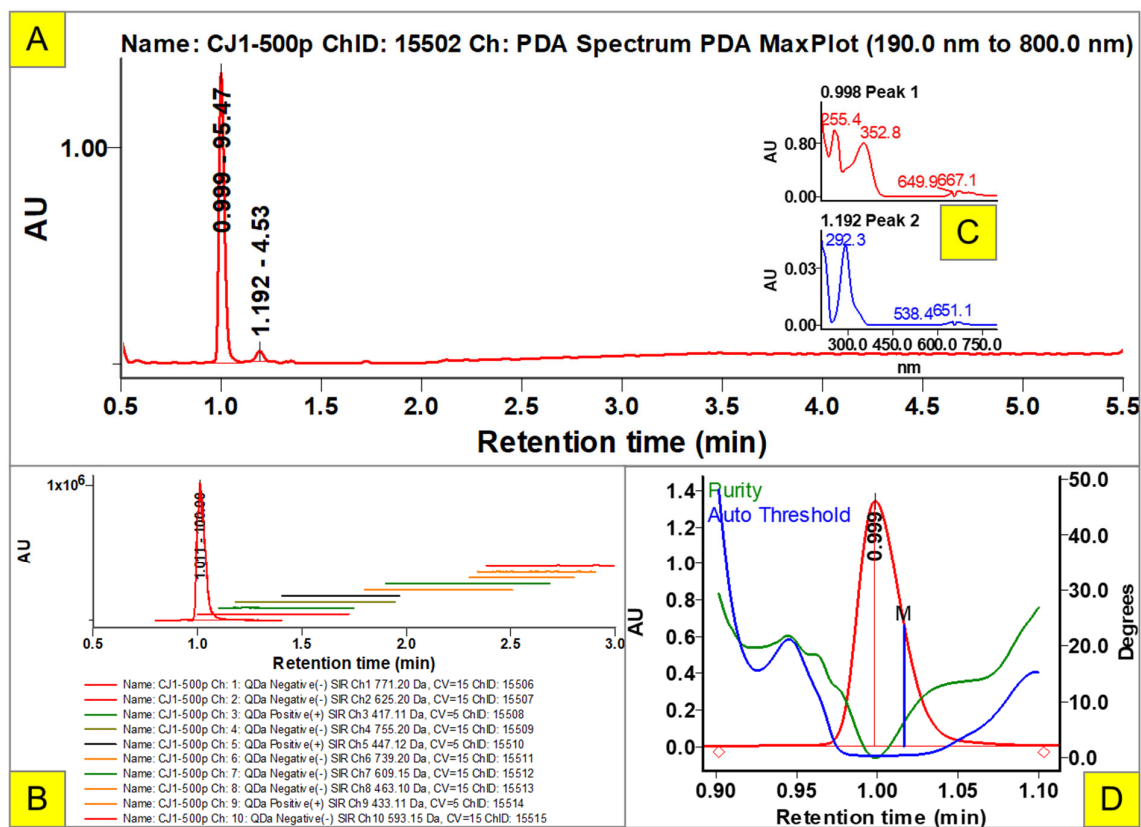 A
Name: CJ1-500p ChID: 15502 Ch: PDA Spectrum PDA MaxPlot (190.0 nm to 800.0 nm)
1.00
AU
0.999 - 95.47
1.192 - 4.53
0.998 Peak 1
255.4
352.8
0.80
AU
649.9
667.1
0.00
1.192 Peak 2
C
292.3
AU
0.03
538.4
651.1
0.00
300.0 450.0 600.0 750.0
nm
0.5 1.0 1.5 2.0 2.5 3.0 3.5 4.0 4.5 5.0 5.5
Retention time (min)
1x10⁶
AU
1.011 - 100.00
0.5 1.0 1.5 2.0 2.5 3.0
Retention time (min)
Name: CJ1-500p Ch: 1: QDa Negative(-) SIR Ch1 771.20 Da, CV=15 ChID: 15506
Name: CJ1-500p Ch: 2: QDa Negative(-) SIR Ch2 625.20 Da, CV=15 ChID: 15507
Name: CJ1-500p Ch: 3: QDa Positive(+) SIR Ch3 417.11 Da, CV=5 ChID: 15508
Name: CJ1-500p Ch: 4: QDa Negative(-) SIR Ch4 755.20 Da, CV=15 ChID: 15509
Name: CJ1-500p Ch: 5: QDa Positive(+) SIR Ch5 447.12 Da, CV=5 ChID: 15510
Name: CJ1-500p Ch: 6: QDa Negative(-) SIR Ch6 739.20 Da, CV=15 ChID: 15511
Name: CJ1-500p Ch: 7: QDa Negative(-) SIR Ch7 609.15 Da, CV=15 ChID: 15512
Name: CJ1-500p Ch: 8: QDa Negative(-) SIR Ch8 463.10 Da, CV=15 ChID: 15513
Name: CJ1-500p Ch: 9: QDa Positive(+) SIR Ch9 433.11 Da, CV=5 ChID: 15514
Name: CJ1-500p Ch: 10: QDa Negative(-) SIR Ch10 593.15 Da, CV=15 ChID: 15515
B
Purity
Auto Threshold
0.999
M
1.4
1.2
1.0
0.8
0.6
0.4
0.2
0.0
AU
50.0
40.0
30.0
20.0
10.0
0.0
Degrees
0.90 0.95 1.00 1.05 1.10
Retention time (min)
D